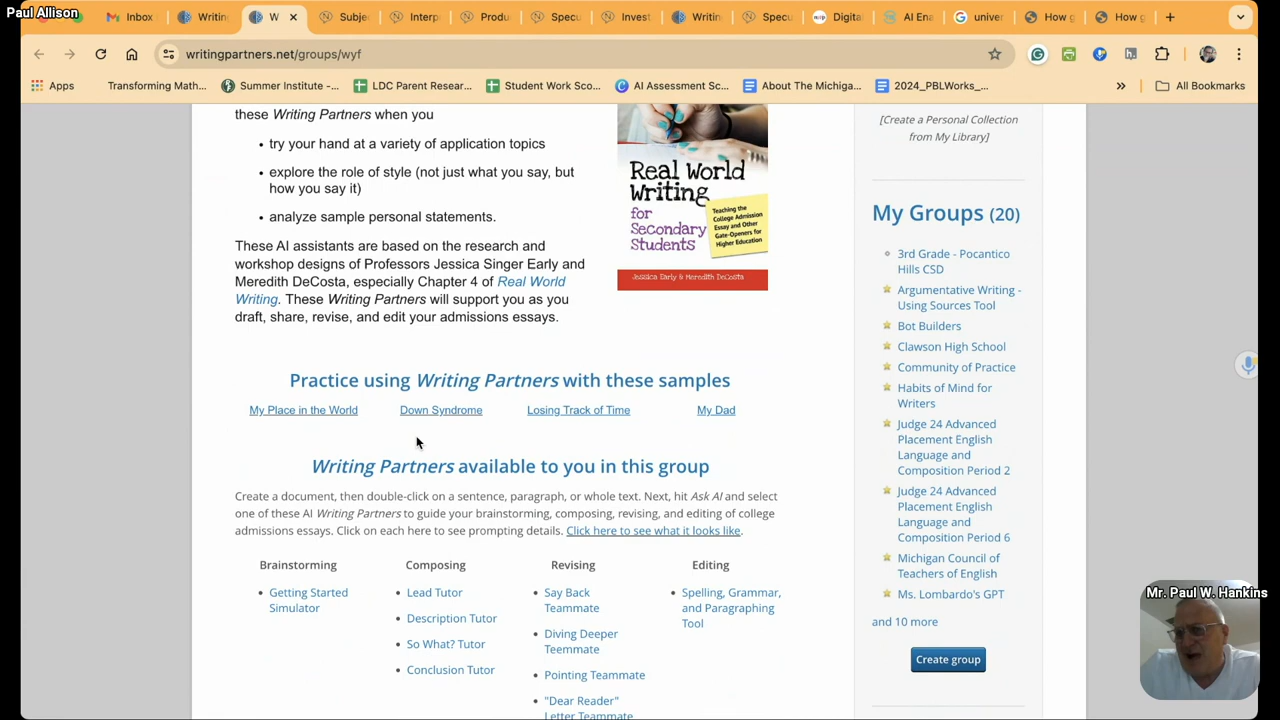 Paul Allison
Inbox
Writin
W
Subje
Interp
Produ
Specu
Invest
Writin
Specu
Digita
AI Ena
univer
How g
How g
writingpartners.net/groups/wyf
Apps
Transforming Math...
Summer Institute -...
LDC Parent Resear...
Student Work Sco...
AI Assessment Sc...
About The Michiga...
2024_PBLWorks_...
»
All Bookmarks
these Writing Partners when you
• try your hand at a variety of application topics
• explore the role of style (not just what you say, but
how you say it)
• analyze sample personal statements.
These AI assistants are based on the research and
workshop designs of Professors Jessica Singer Early and
Meredith DeCosta, especially Chapter 4 of Real World
Writing. These Writing Partners will support you as you
draft, share, revise, and edit your admissions essays.
Real World
Writing
for
Secondary
Students
Teaching the
College Admission
Essay and Other
Gate-Openers for
Higher Education
Jessica Early & Meredith DeCosta
Practice using Writing Partners with these samples
My Place in the World
Down Syndrome
Losing Track of Time
My Dad
Writing Partners available to you in this group
Create a document, then double-click on a sentence, paragraph, or whole text. Next, hit Ask AI and select
one of these AI Writing Partners to guide your brainstorming, composing, revising, and editing of college
admissions essays. Click on each here to see prompting details. Click here to see what it looks like.
Brainstorming
• Getting Started
Simulator
Composing
• Lead Tutor
• Description Tutor
• So What? Tutor
• Conclusion Tutor
Revising
• Say Back
Teammate
• Diving Deeper
Teemmate
• Pointing Teammate
• "Dear Reader"
Letter Teammate
Editing
• Spelling, Grammar,
and Paragraphing
Tool
[Create a Personal Collection
from My Library]
My Groups (20)
3rd Grade - Pocantico
Hills CSD
Argumentative Writing -
Using Sources Tool
Bot Builders
Clawson High School
Community of Practice
Habits of Mind for
Writers
Judge 24 Advanced
Placement English
Language and
Composition Period 2
Judge 24 Advanced
Placement English
Language and
Composition Period 6
Michigan Council of
Teachers of English
Ms. Lombardo's GPT
and 10 more
Create group
Mr. Paul W. Hankins